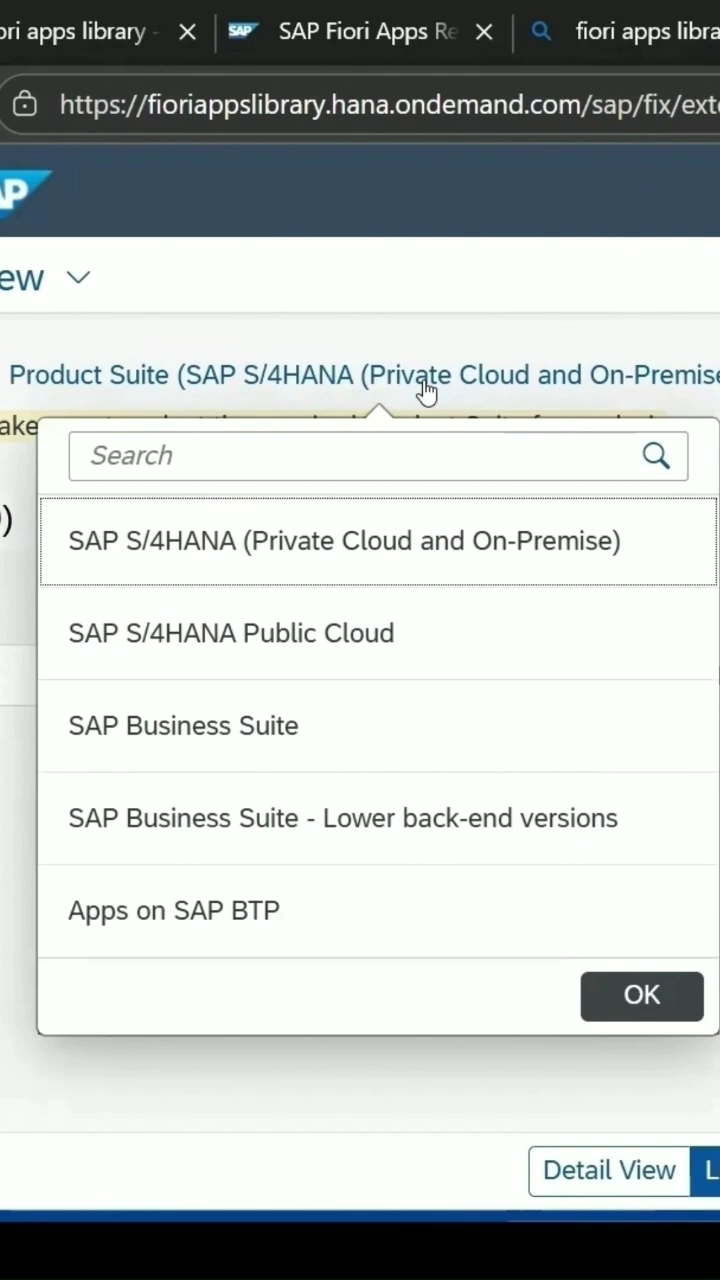 ri apps library -
SAP SAP Fiori Apps Re
fiori apps libra
https://fioriappslibrary.hana.ondemand.com/sap/fix/exte
AP
ew
Product Suite (SAP S/4HANA (Private Cloud and On-Premise
ake
Search
)
SAP S/4HANA (Private Cloud and On-Premise)
SAP S/4HANA Public Cloud
SAP Business Suite
SAP Business Suite - Lower back-end versions
Apps on SAP BTP
OK
Detail View
L